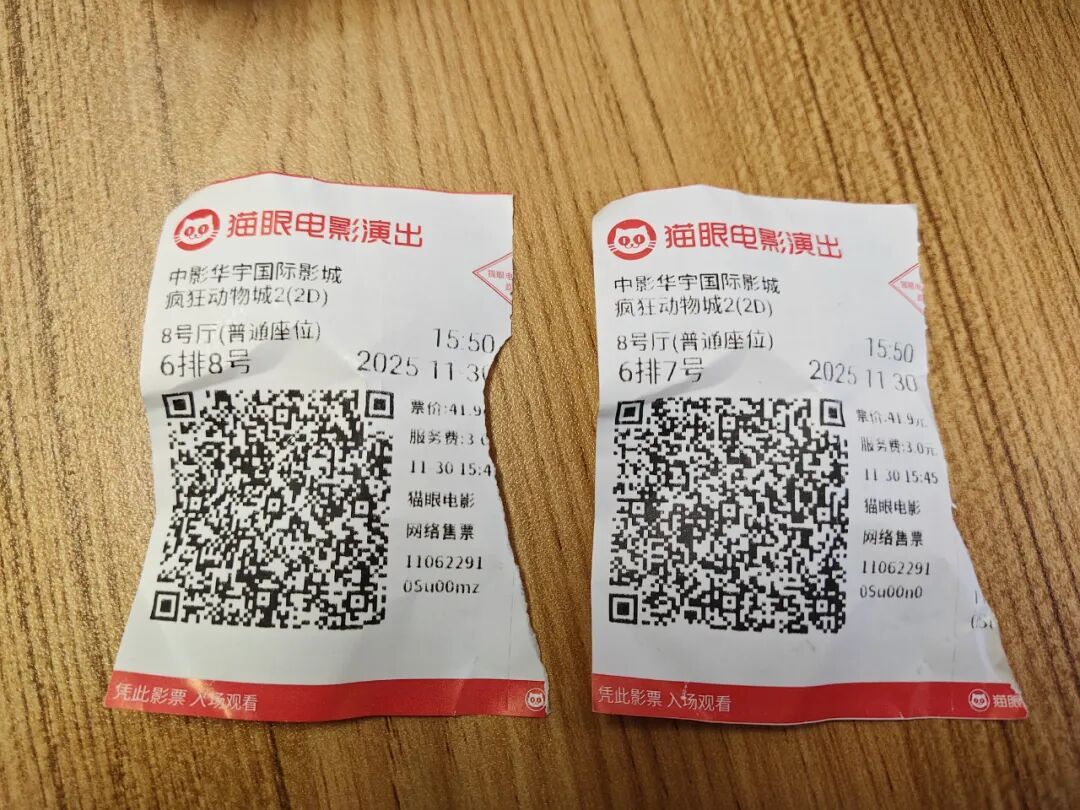 猫眼电影演出
中影华宇国际影城
疯狂动物城2(2D)
8号厅(普通座位)
15:50
6排8号
2025 11 30
票价:41.9
服务费:3.0
11-30 15:4
猫眼电影
网络售票
11062291
0Su00mz
凭此影票 入场观看
猫眼电影演出
中影华宇国际影城
疯狂动物城2(2D)
8号厅(普通座位)
15:50
6排7号
2025 11 30
票价:41.9元
服务费:3.0元
11-30 15:45
猫眼电影
网络售票
11062291
0Su00n0
凭此影票 入场观看
猫眼